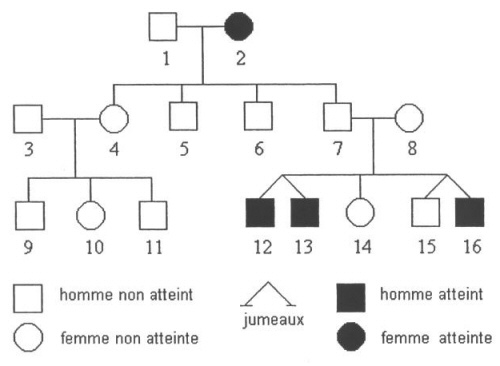 1 2
3 4 5 6 7 8
9 10 11 12 13 14 15 16
homme non atteint
jumeaux
homme atteint
femme non atteinte
femme atteinte